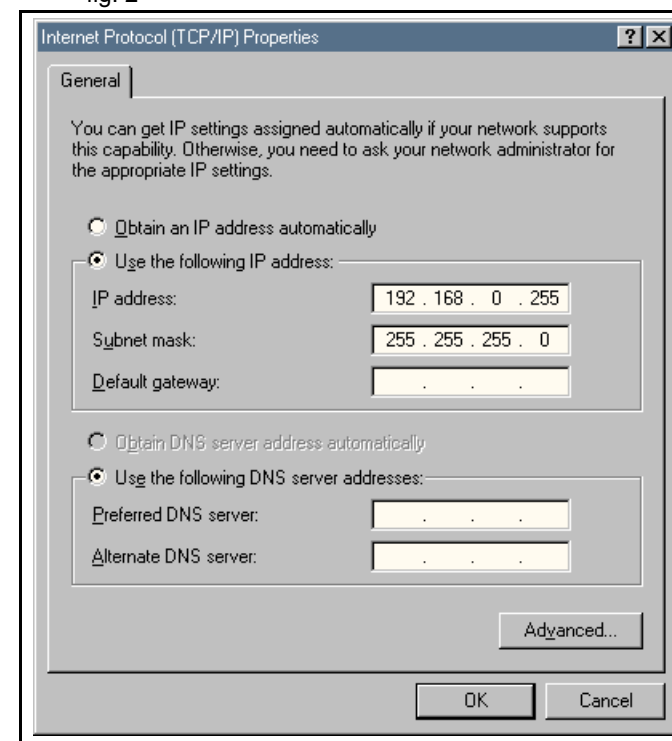 fig. 2
Internet Protocol (TCP/IP) Properties
General
You can get IP settings assigned automatically if your network supports
this capability. Otherwise, you need to ask your network administrator for
the appropriate IP settings.
Obtain an IP address automatically
Use the following IP address:
IP address: 192 . 168 . 0 . 255
Subnet mask: 255 . 255 . 255 . 0
Default gateway: . . .
Obtain DNS server address automatically
Use the following DNS server addresses:
Preferred DNS server: . . .
Alternate DNS server: . . .
Advanced...
OK Cancel